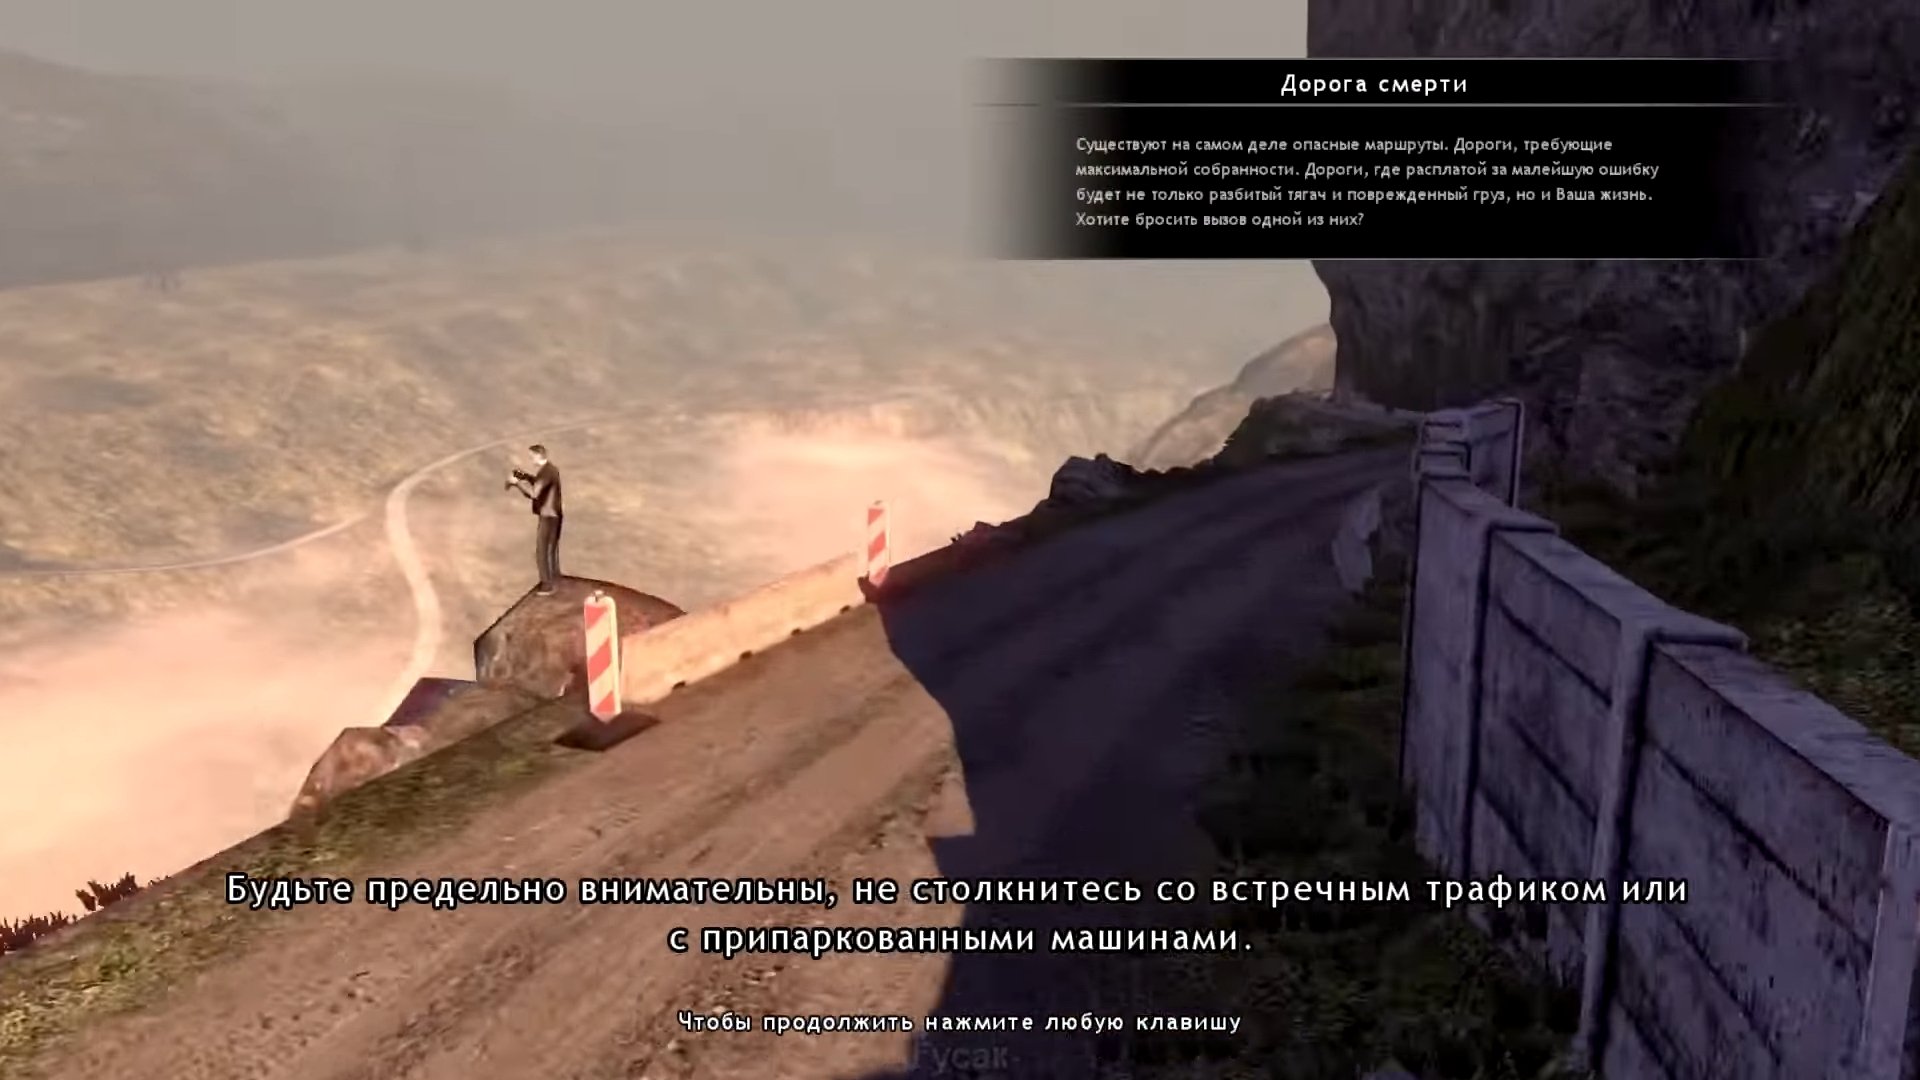 Дорога смерти
Существуют на самом деле опасные маршруты. Дороги, требующие
максимальной собранности. Дороги, где расплатой за малейшую ошибку
будет не только разбитый тягач и поврежденный груз, но и Ваша жизнь.
Хотите бросить вызов одной из них?
Будьте предельно внимательны, не столкнитесь со встречным трафиком или
с припаркованными машинами.
Чтобы продолжить нажмите любую клавишу
Гусак